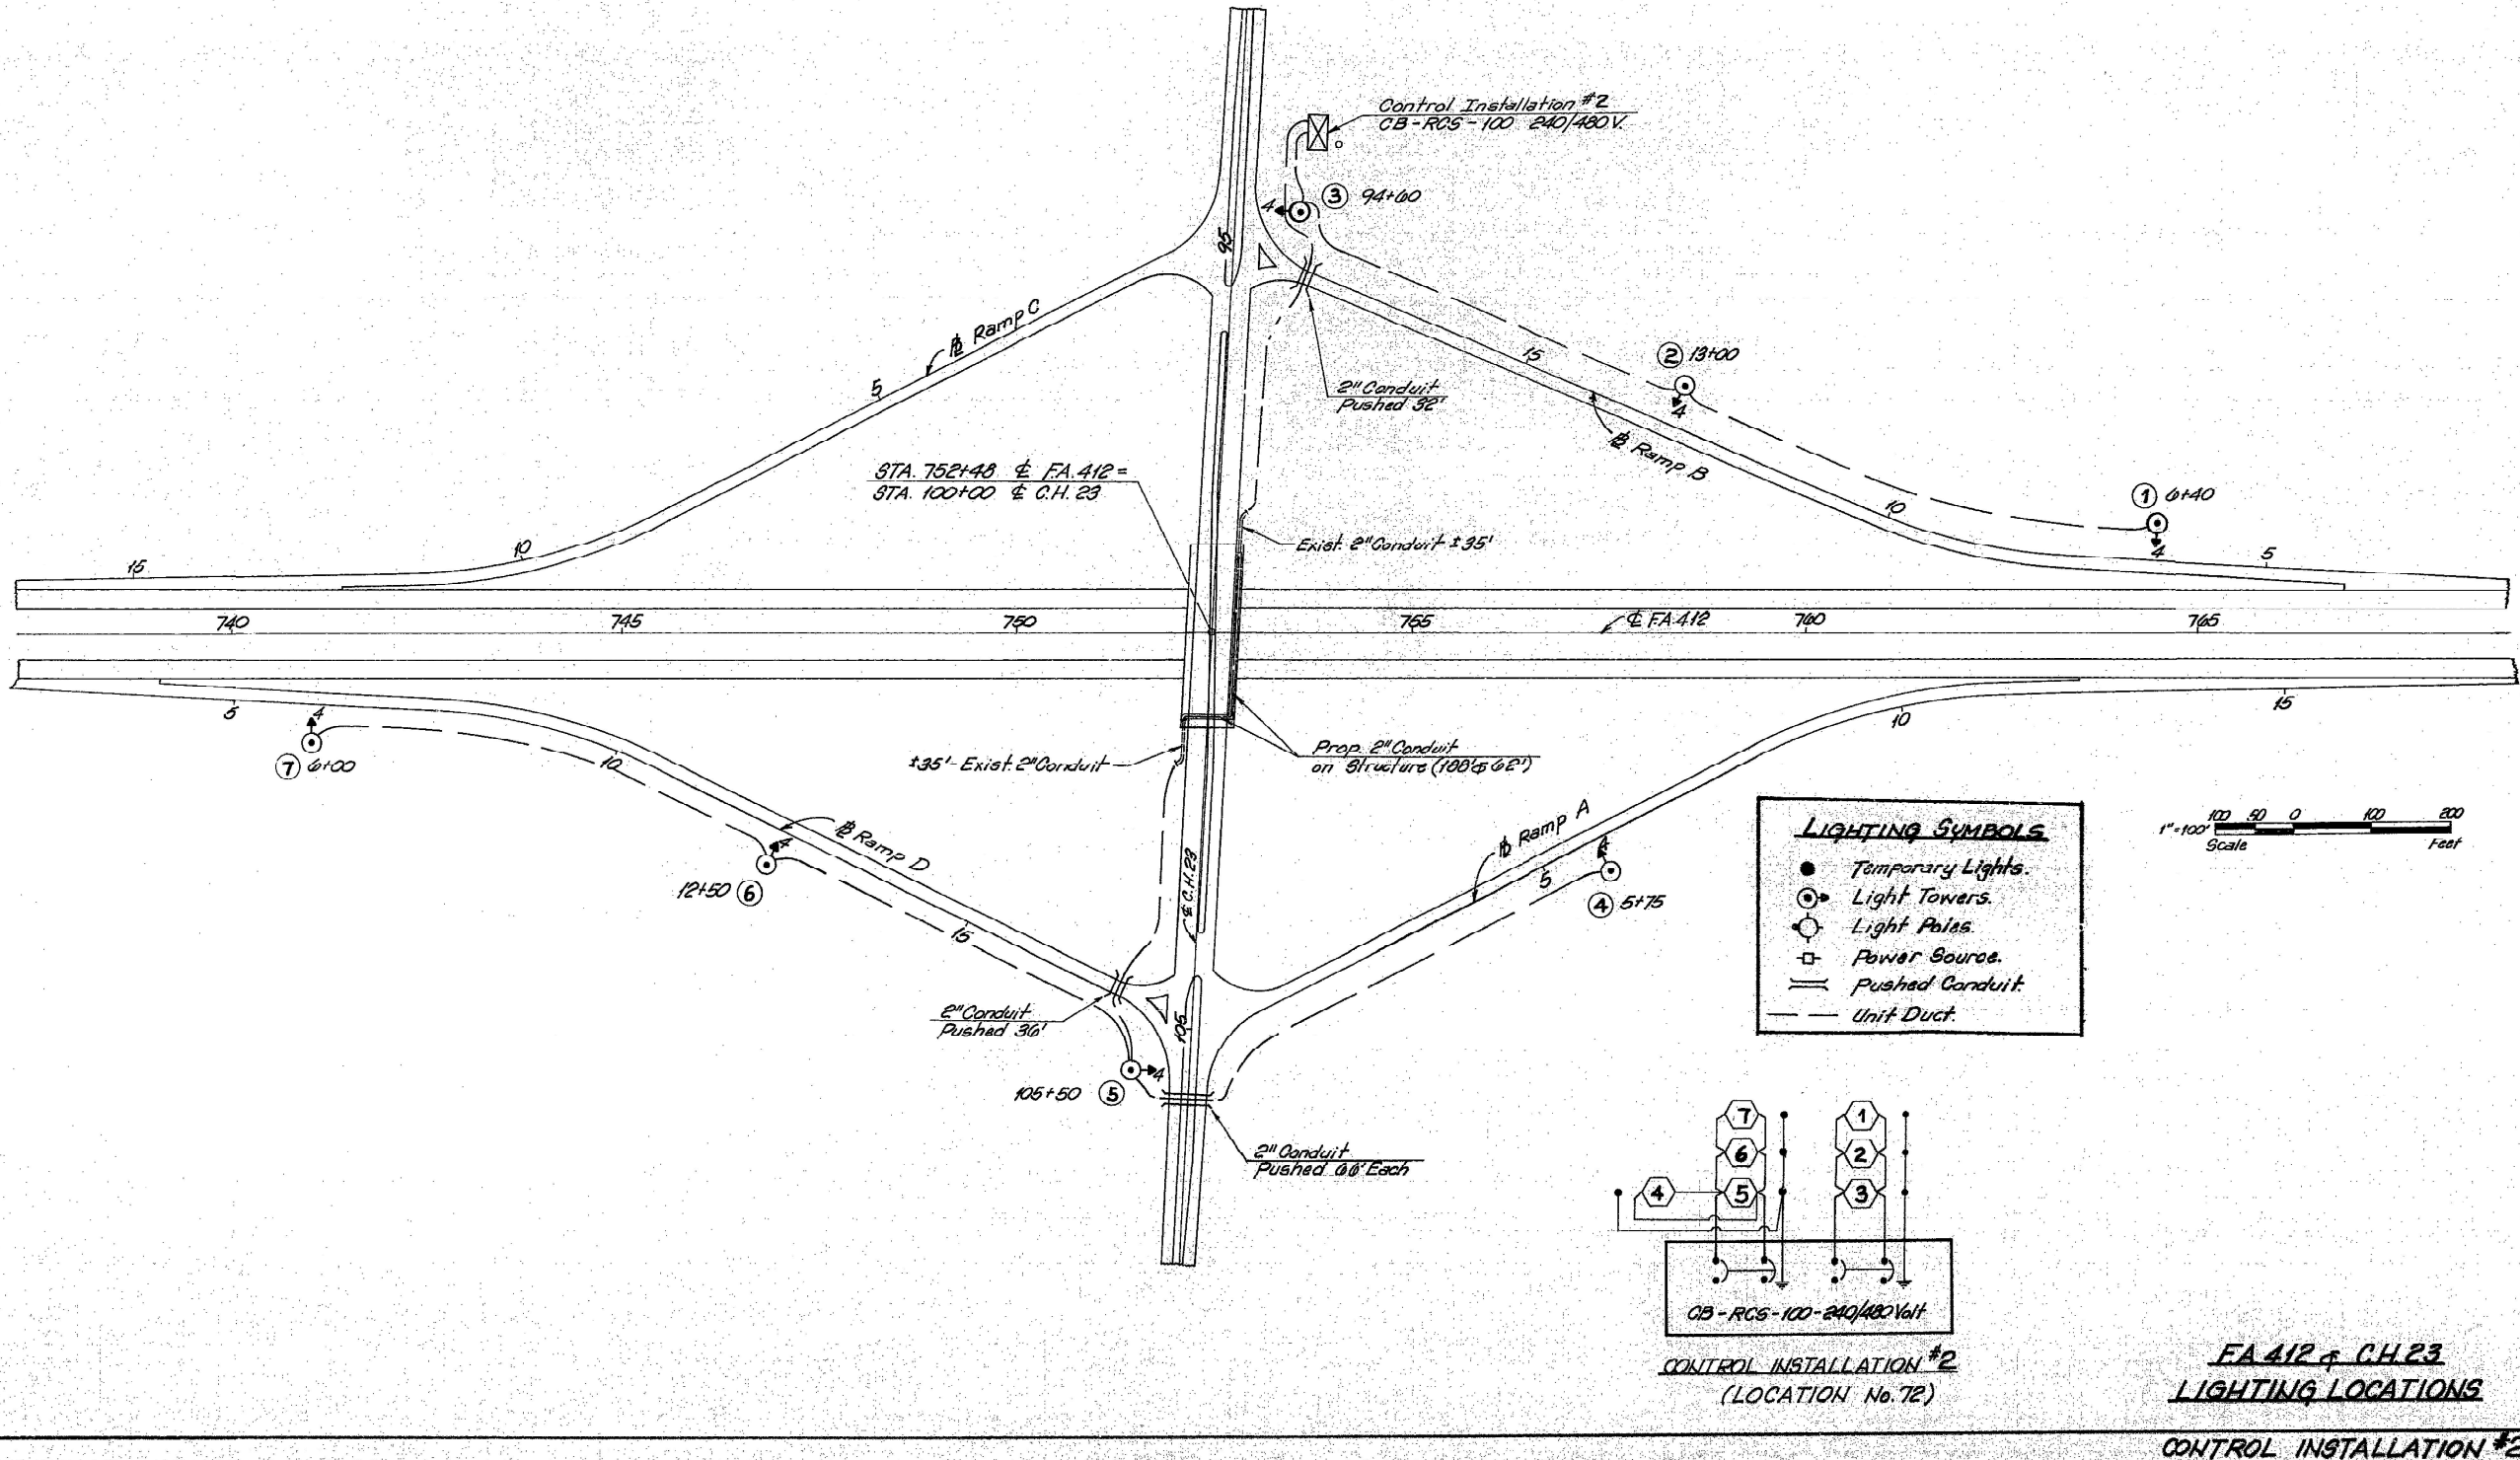 Control Installation #2
CB-RCS-100 240/480V.
3 94+60
4
95
℄ Ramp C
5
2" Conduit
Pushed 32'
15
2 13+00
4
℄ Ramp B
STA. 752+48 ℄ F.A. 412 =
STA. 100+00 ℄ C.H. 23
10
1 6+40
4
5
Exist. 2" Conduit ±35'
15
10
740
745
750
755
℄ F.A. 412
760
765
5
4
7 6+00
10
±35'- Exist. 2" Conduit
Prop. 2" Conduit
on Structure (188' & 62')
10
15
℄ Ramp D
4
12+50 6
15
℄ C.H. 23
℄ Ramp A
5
4
4 5+75
LIGHTING SYMBOLS
Temporary Lights.
Light Towers.
Light Poles.
Power Source.
Pushed Conduit.
Unit Duct.
100 50 0 100 200
1"=100'
Scale Feet
2" Conduit
Pushed 36'
105
4
105+50 5
2" Conduit
Pushed 66' Each
7 1
6 2
4 5 3
CB-RCS-100-240/480 Volt
CONTROL INSTALLATION #2
(LOCATION No. 72)
F.A. 412 & C.H. 23
LIGHTING LOCATIONS
CONTROL INSTALLATION #2